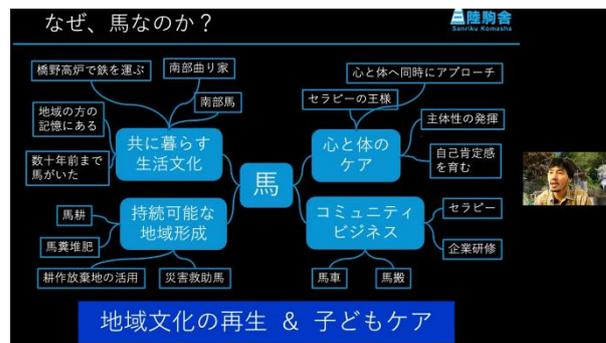 なぜ、馬なのか？
三陸駒舎
Sanriku Komasha
橋野高炉で鉄を運ぶ
南部曲り家
南部馬
地域の方の
記憶にある
数十年前まで
馬がいた
共に暮らす
生活文化
心と体へ同時にアプローチ
セラピーの王様
主体性の発揮
自己肯定感
を育む
心と体の
ケア
馬
持続可能な
地域形成
馬耕
馬糞堆肥
耕作放棄地の活用
災害救助馬
コミュニティ
ビジネス
セラピー
企業研修
馬車
馬搬
地域文化の再生 ＆ 子どもケア